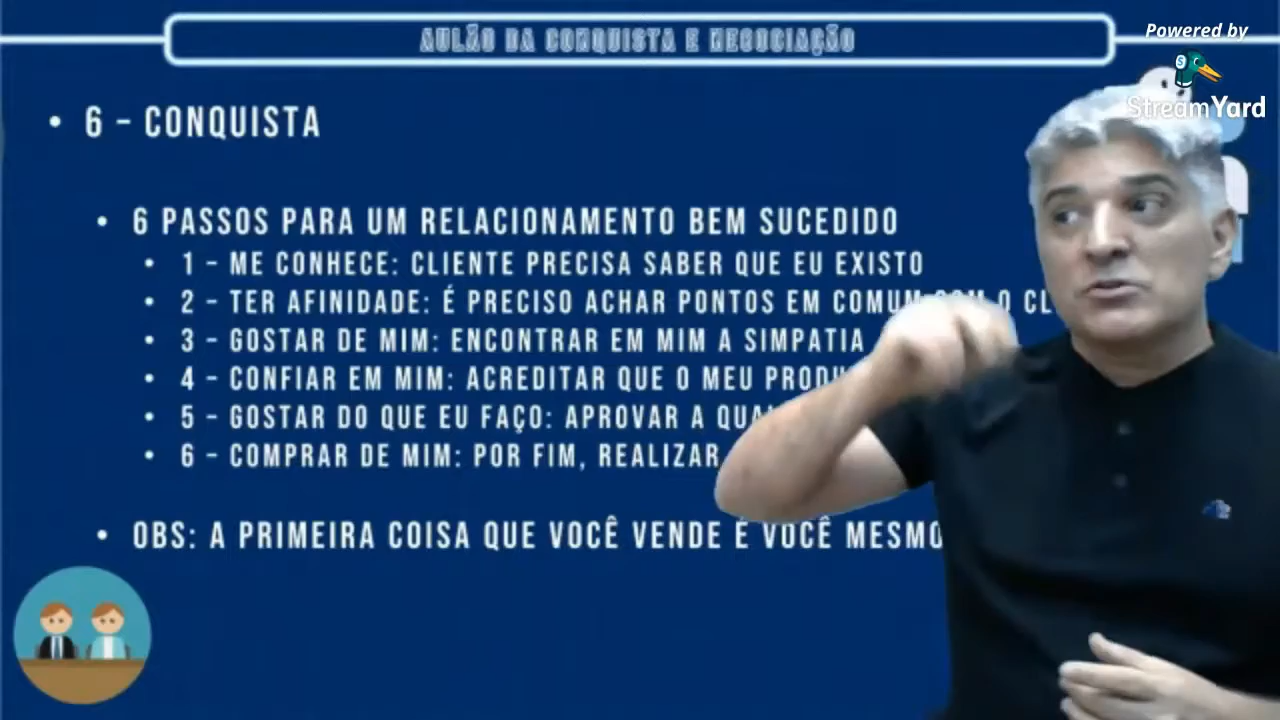 AULÃO DA CONQUISTA E NEGOCIAÇÃO
Powered by
StreamYard
• 6 - CONQUISTA
• 6 PASSOS PARA UM RELACIONAMENTO BEM SUCEDIDO
• 1 - ME CONHECE: CLIENTE PRECISA SABER QUE EU EXISTO
• 2 - TER AFINIDADE: É PRECISO ACHAR PONTOS EM COMUM COM O
• 3 - GOSTAR DE MIM: ENCONTRAR EM MIM A SIMPATIA
• 4 - CONFIAR EM MIM: ACREDITAR QUE O MEU
• 5 - GOSTAR DO QUE EU FAÇO: APROVAR A
• 6 - COMPRAR DE MIM: POR FIM, REALIZAR
• OBS: A PRIMEIRA COISA QUE VOCÊ VENDE É VOCÊ MESMO